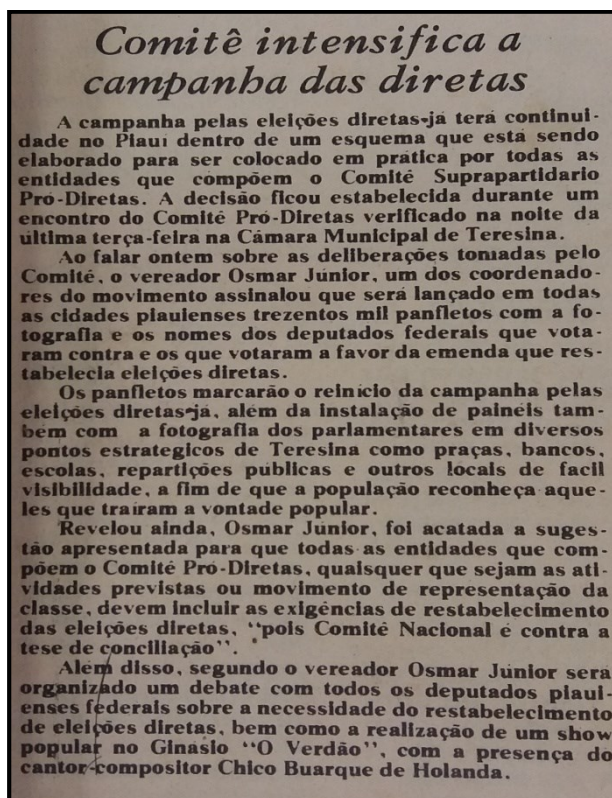 Comitê intensifica a
campanha das diretas
A campanha pelas eleições diretas-já terá continui-
dade no Piauí dentro de um esquema que está sendo
elaborado para ser colocado em prática por todas as
entidades que compõem o Comitê Suprapartidario
Pró-Diretas. A decisão ficou estabelecida durante um
encontro do Comitê Pró-Diretas verificado na noite da
última terça-feira na Câmara Municipal de Teresina.
Ao falar ontem sobre as deliberações tomadas pelo
Comitê, o vereador Osmar Júnior, um dos coordenado-
res do movimento assinalou que será lançado em todas
as cidades piauienses trezentos mil panfletos com a fo-
tografia e os nomes dos deputados federais que vota-
ram contra e os que votaram a favor da emenda que res-
tabelecia eleições diretas.
Os panfletos marcarão o reinício da campanha pelas
eleições diretas-já, além da instalação de paineis tam-
bém com a fotografia dos parlamentares em diversos
pontos estrategicos de Teresina como praças, bancos,
escolas, repartições públicas e outros locais de facil
visibilidade, a fim de que a população reconheça aque-
les que traíram a vontade popular.
Revelou ainda, Osmar Júnior, foi acatada a suges-
tão apresentada para que todas as entidades que com-
põem o Comitê Pró-Diretas, quaisquer que sejam as ati-
vidades previstas ou movimento de representação da
classe, devem incluir as exigências de restabelecimento
das eleições diretas, "pois Comitê Nacional é contra a
tese de conciliação".
Além disso, segundo o vereador Osmar Júnior será
organizado um debate com todos os deputados piaui-
enses federais sobre a necessidade do restabelecimento
de eleições diretas, bem como a realização de um show
popular no Ginásio "O Verdão", com a presença do
cantor-compositor Chico Buarque de Holanda.